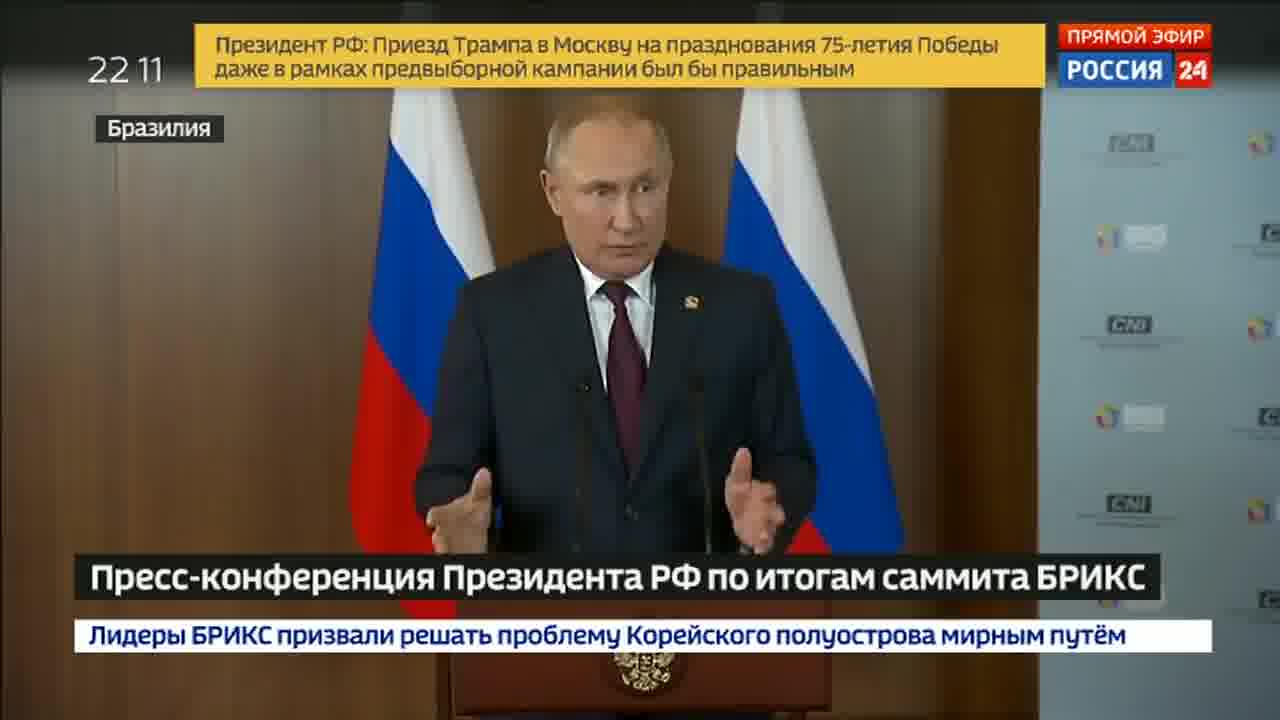 Президент РФ: Приезд Трампа в Москву на празднования 75-летия Победы
даже в рамках предвыборной кампании был бы правильным
ПРЯМОЙ ЭФИР
РОССИЯ 24
22 11
Бразилия
CNI
CNI
CNI
Пресс-конференция Президента РФ по итогам саммита БРИКС
Лидеры БРИКС призвали решать проблему Корейского полуострова мирным путём